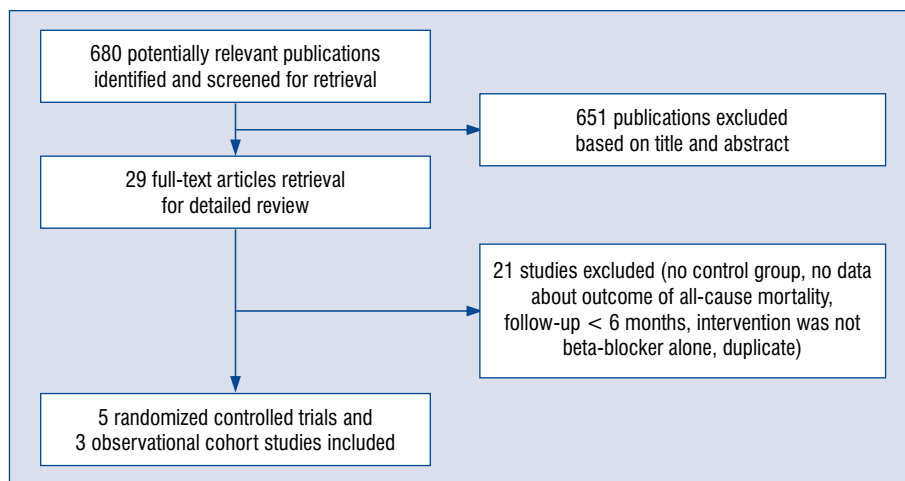 680 potentially relevant publications
identified and screened for retrieval
651 publications excluded
based on title and abstract
29 full-text articles retrieval
for detailed review
21 studies excluded (no control group, no data
about outcome of all-cause mortality,
follow-up < 6 months, intervention was not
beta-blocker alone, duplicate)
5 randomized controlled trials and
3 observational cohort studies included